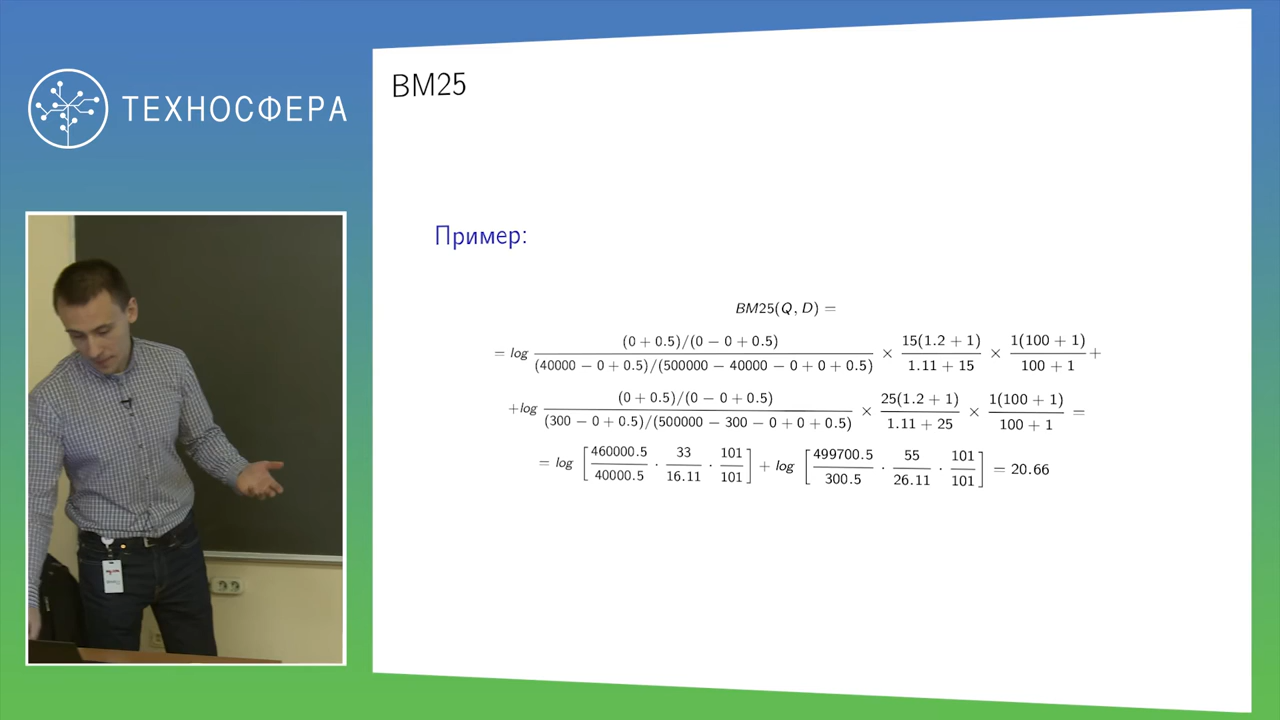 ТЕХНОСФЕРА
BM25
Пример:
BM25(Q, D) =
= log (0 + 0.5)/(0 − 0 + 0.5) / (40000 − 0 + 0.5)/(500000 − 40000 − 0 + 0 + 0.5) × 15(1.2 + 1) / 1.11 + 15 × 1(100 + 1) / 100 + 1 +
+log (0 + 0.5)/(0 − 0 + 0.5) / (300 − 0 + 0.5)/(500000 − 300 − 0 + 0 + 0.5) × 25(1.2 + 1) / 1.11 + 25 × 1(100 + 1) / 100 + 1 =
= log [460000.5 / 40000.5 · 33 / 16.11 · 101 / 101] + log [499700.5 / 300.5 · 55 / 26.11 · 101 / 101] = 20.66